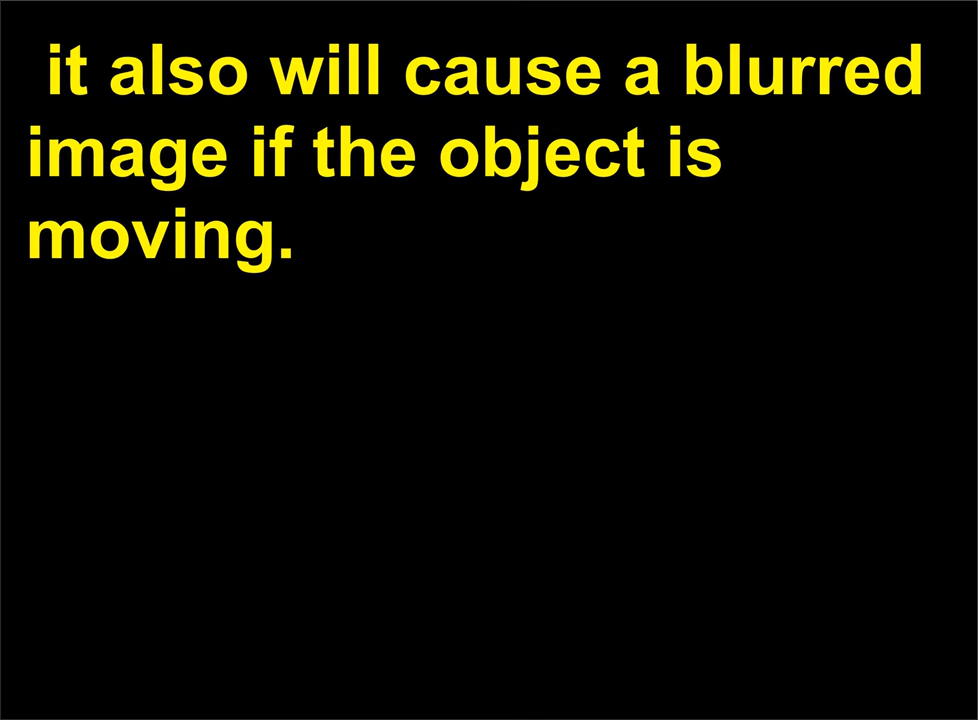 it also will cause a blurred
image if the object is
moving.